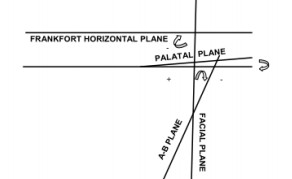 FRANKFORT HORIZONTAL PLANE
PALATAL PLANE
+
-
A-B PLANE
FACIAL PLANE